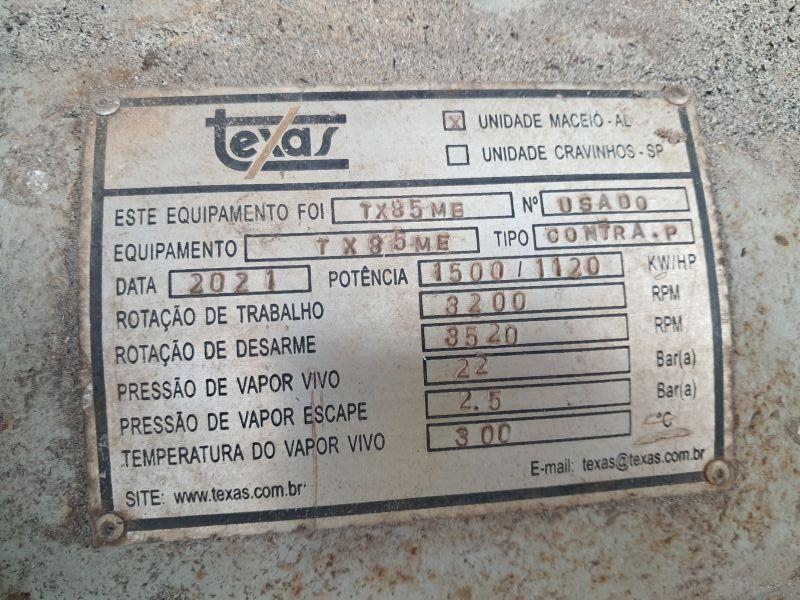 texas
☒ UNIDADE MACEIÓ - AL
☐ UNIDADE CRAVINHOS - SP
ESTE EQUIPAMENTO FOI TX85ME Nº USADO
EQUIPAMENTO TX85ME TIPO CONTRA.P
DATA 2021 POTÊNCIA 1500/1120 KW/HP
ROTAÇÃO DE TRABALHO 3200 RPM
ROTAÇÃO DE DESARME 3520 RPM
PRESSÃO DE VAPOR VIVO 22 Bar(a)
PRESSÃO DE VAPOR ESCAPE 2.5 Bar(a)
TEMPERATURA DO VAPOR VIVO 300 °C
SITE: www.texas.com.br E-mail: texas@texas.com.br